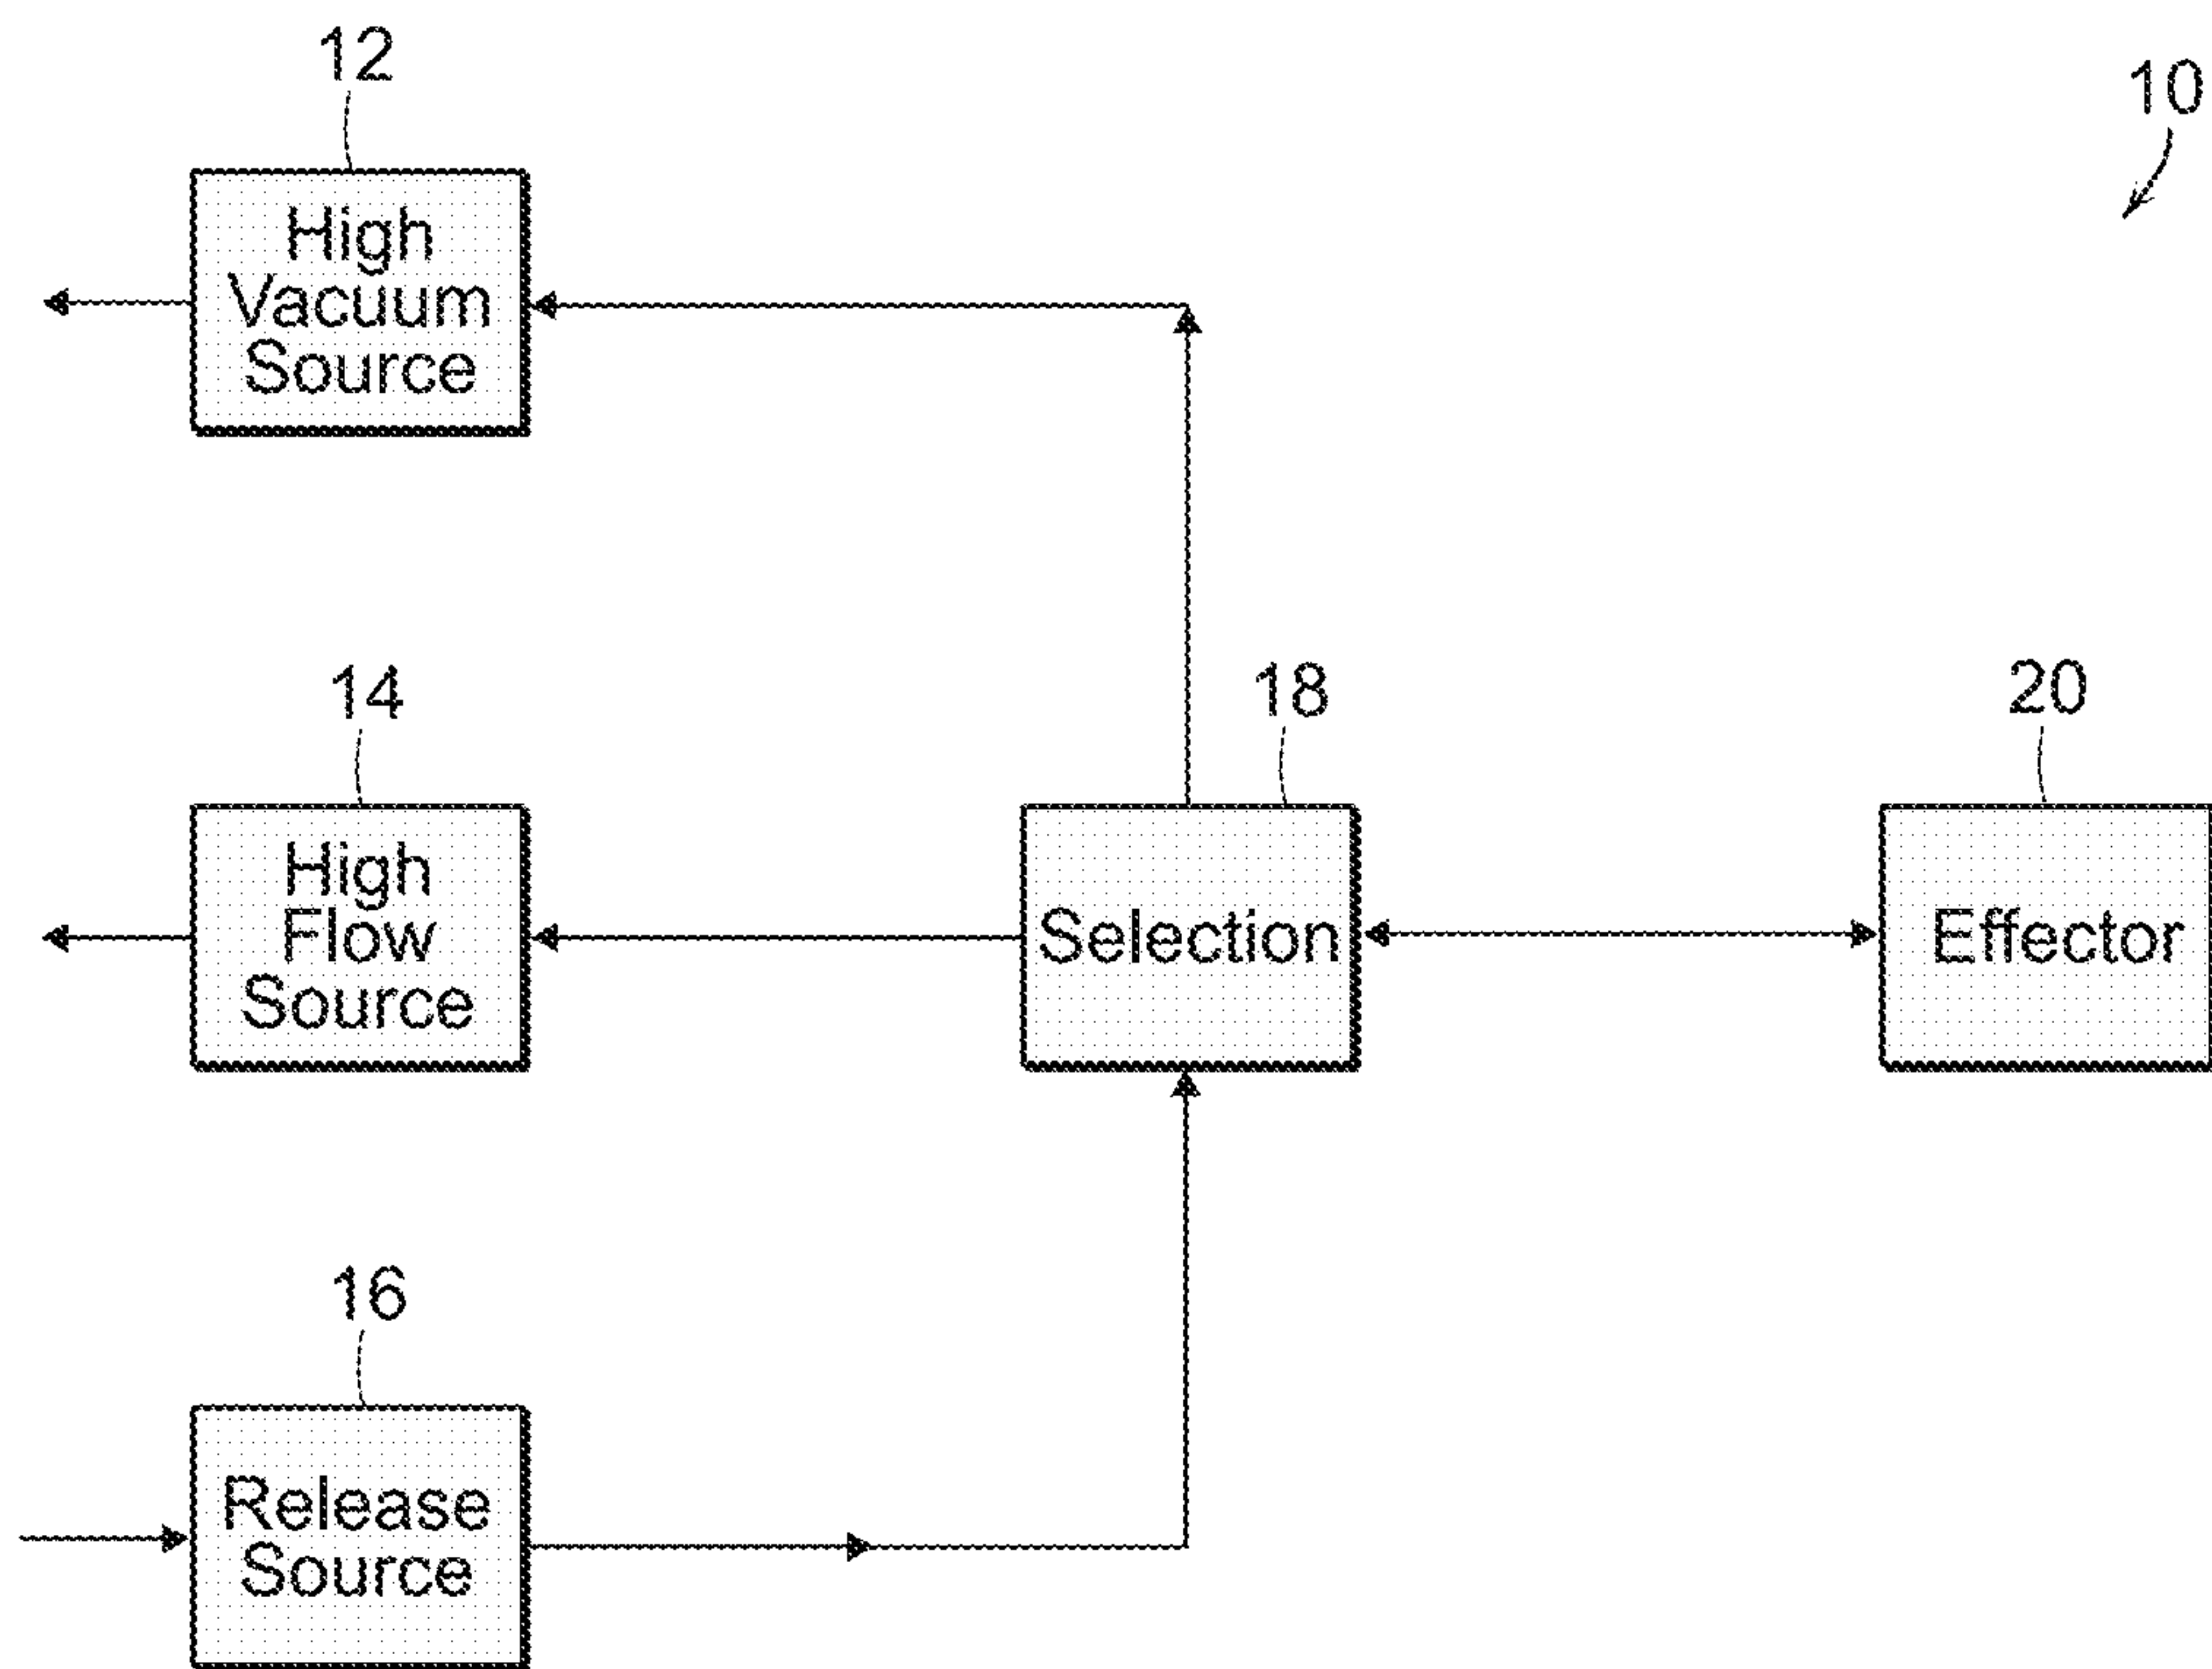 12
10
High
Vacuum
Source
14
18
20
High
Flow
Source
Selection
Effector
16
Release
Source